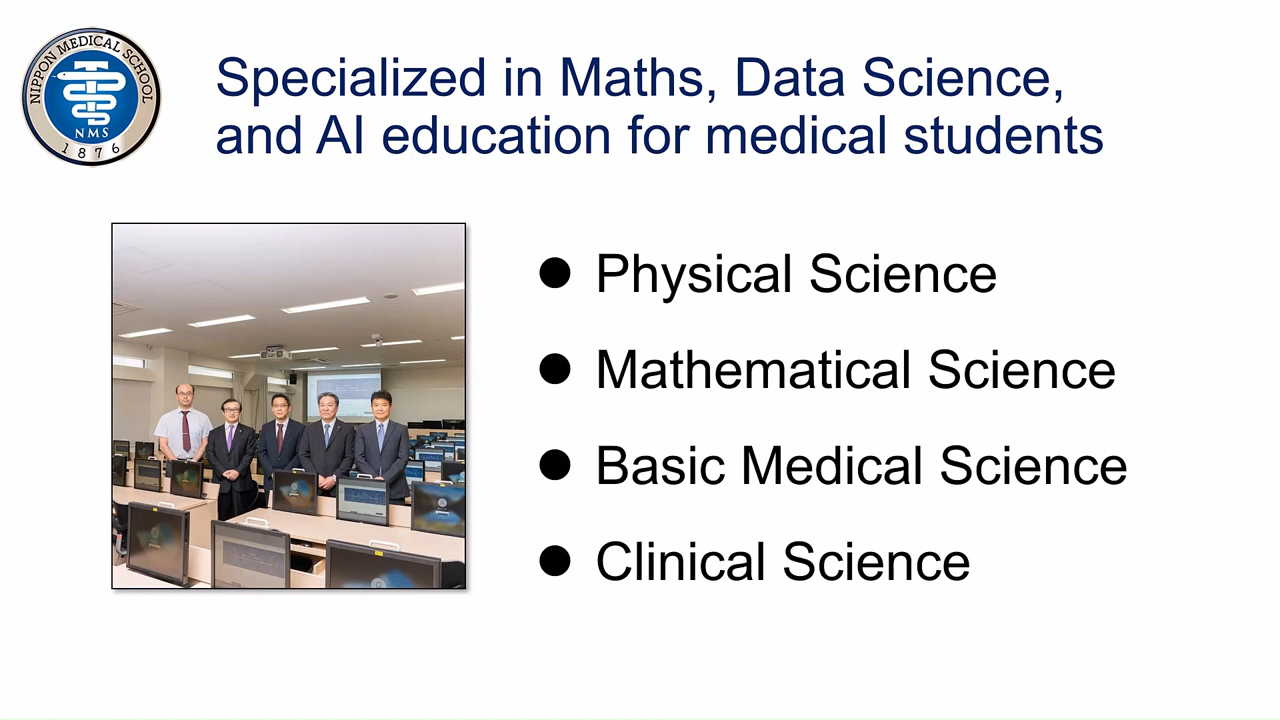 NIPPON MEDICAL SCHOOL
NMS
1876
Specialized in Maths, Data Science,
and AI education for medical students
● Physical Science
● Mathematical Science
● Basic Medical Science
● Clinical Science